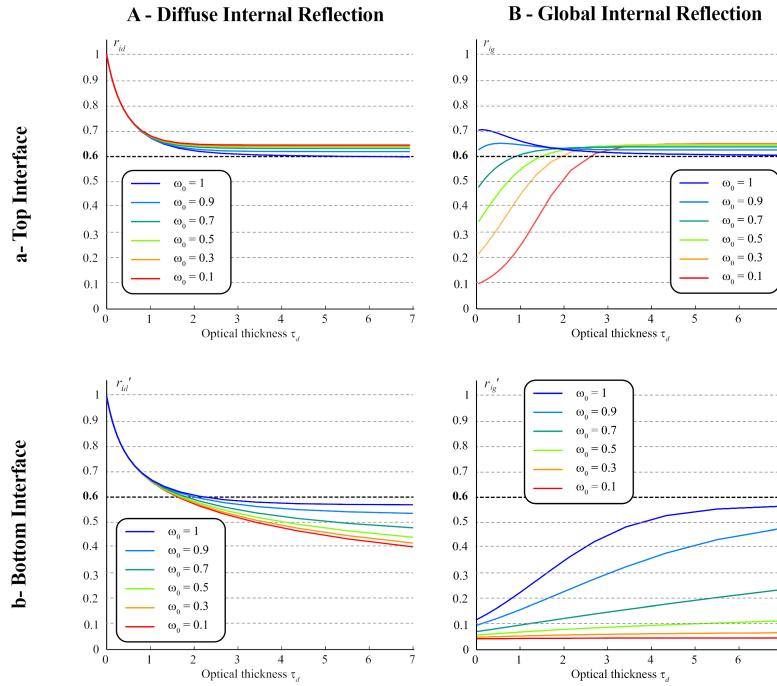 A - Diffuse Internal Reflection
B - Global Internal Reflection
a- Top Interface
r_id
1
0.9
0.8
0.7
0.6
0.5
0.4
0.3
0.2
0.1
0
ω₀ = 1
ω₀ = 0.9
ω₀ = 0.7
ω₀ = 0.5
ω₀ = 0.3
ω₀ = 0.1
0 1 2 3 4 5 6 7
Optical thickness τ_d
r_ig
1
0.9
0.8
0.7
0.6
0.5
0.4
0.3
0.2
0.1
0
ω₀ = 1
ω₀ = 0.9
ω₀ = 0.7
ω₀ = 0.5
ω₀ = 0.3
ω₀ = 0.1
0 1 2 3 4 5 6
Optical thickness τ_d
b- Bottom Interface
r_id'
1
0.9
0.8
0.7
0.6
0.5
0.4
0.3
0.2
0.1
0
ω₀ = 1
ω₀ = 0.9
ω₀ = 0.7
ω₀ = 0.5
ω₀ = 0.3
ω₀ = 0.1
0 1 2 3 4 5 6 7
Optical thickness τ_d
r_ig'
1
0.9
0.8
0.7
0.6
0.5
0.4
0.3
0.2
0.1
0
ω₀ = 1
ω₀ = 0.9
ω₀ = 0.7
ω₀ = 0.5
ω₀ = 0.3
ω₀ = 0.1
0 1 2 3 4 5 6
Optical thickness τ_d